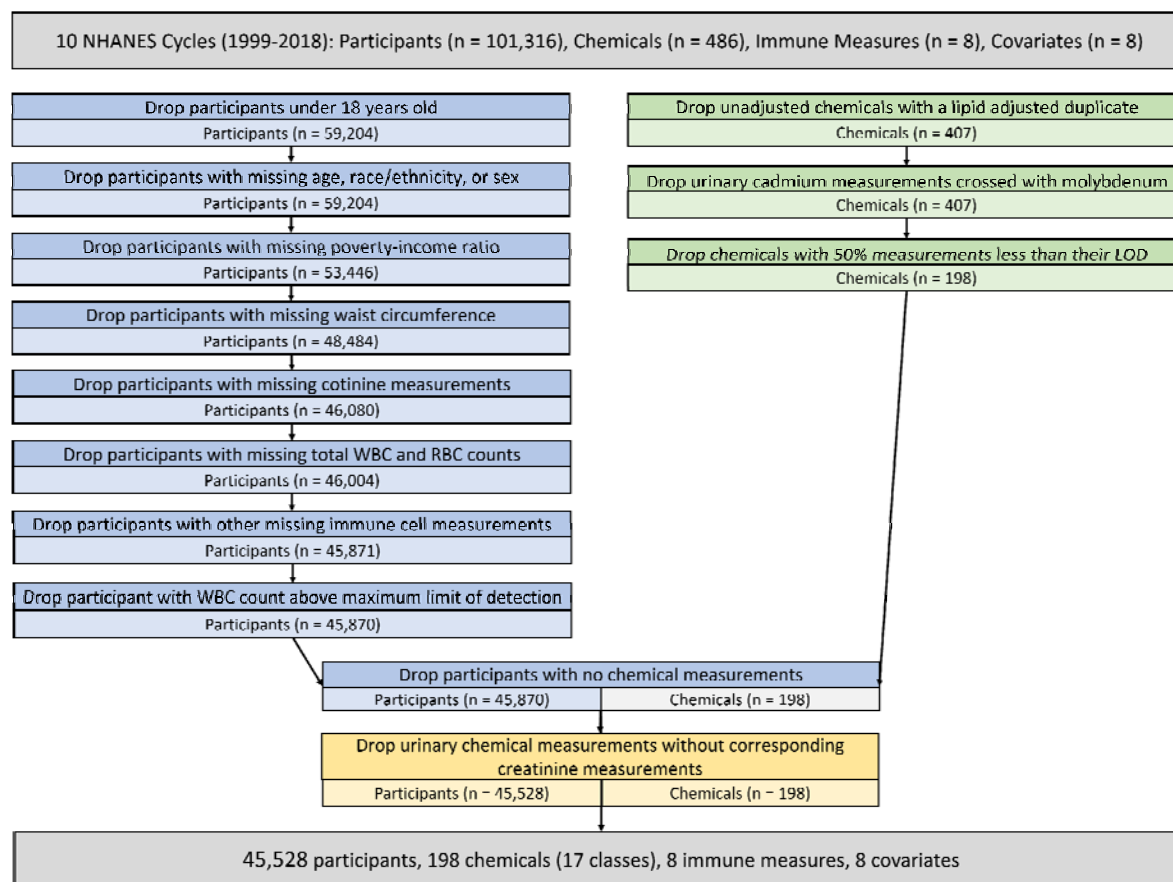 10 NHANES Cycles (1999-2018): Participants (n = 101,316), Chemicals (n = 486), Immune Measures (n = 8), Covariates (n = 8)
Drop participants under 18 years old
Participants (n = 59,204)
Drop participants with missing age, race/ethnicity, or sex
Participants (n = 59,204)
Drop participants with missing poverty-income ratio
Participants (n = 53,446)
Drop participants with missing waist circumference
Participants (n = 48,484)
Drop participants with missing cotinine measurements
Participants (n = 46,080)
Drop participants with missing total WBC and RBC counts
Participants (n = 46,004)
Drop participants with other missing immune cell measurements
Participants (n = 45,871)
Drop participant with WBC count above maximum limit of detection
Participants (n = 45,870)
Drop unadjusted chemicals with a lipid adjusted duplicate
Chemicals (n = 407)
Drop urinary cadmium measurements crossed with molybdenum
Chemicals (n = 407)
Drop chemicals with 50% measurements less than their LOD
Chemicals (n = 198)
Drop participants with no chemical measurements
Participants (n = 45,870) Chemicals (n = 198)
Drop urinary chemical measurements without corresponding
creatinine measurements
Participants (n – 45,528) Chemicals (n – 198)
45,528 participants, 198 chemicals (17 classes), 8 immune measures, 8 covariates